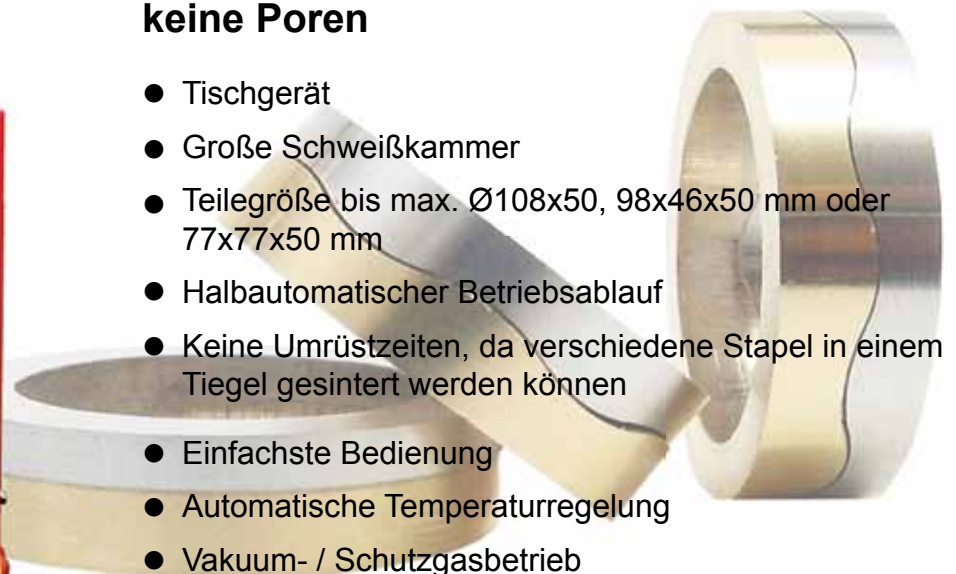 keine Poren
● Tischgerät
● Große Schweißkammer
● Teilegröße bis max. Ø108x50, 98x46x50 mm oder
77x77x50 mm
● Halbautomatischer Betriebsablauf
● Keine Umrüstzeiten, da verschiedene Stapel in einem
Tiegel gesintert werden können
● Einfachste Bedienung
● Automatische Temperaturregelung
● Vakuum- / Schutzgasbetrieb